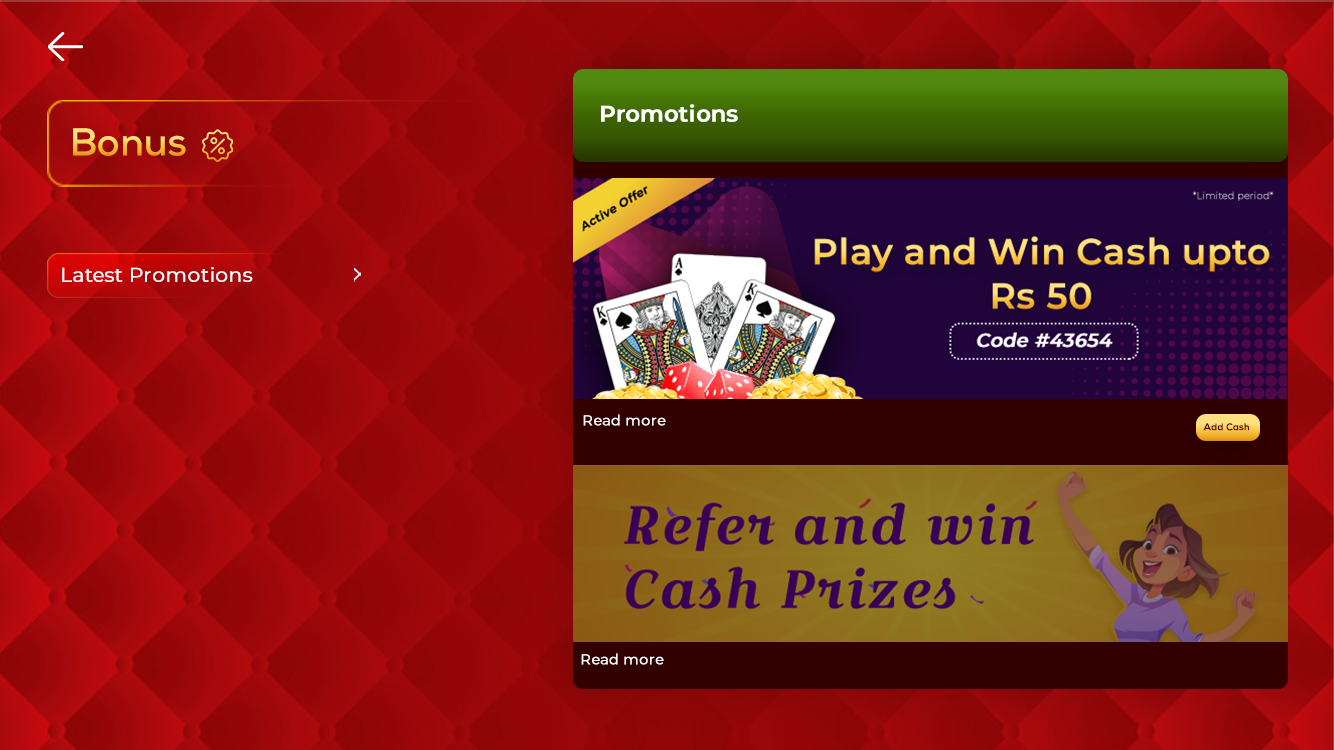 Bonus
Latest Promotions
Promotions
Active Offer
*Limited period*
Play and Win Cash upto
Rs 50
Code #43654
A
K
K
Read more
Add Cash
Refer and win
Cash Prizes
Read more